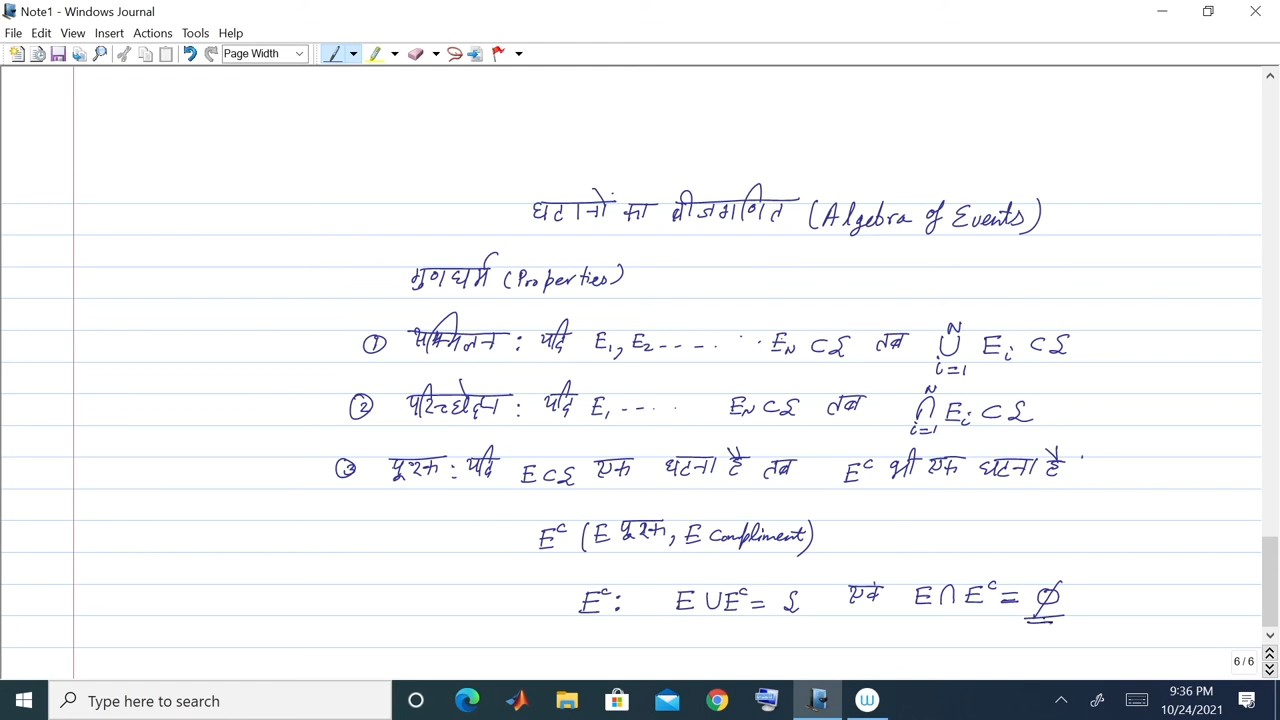 Note1 - Windows Journal
File Edit View Insert Actions Tools Help
Page Width
घटानों का बीजगणित (Algebra of Events)
गुणधर्म (Properties)
① सम्मिलन : यदि E₁, E₂ ---- ·· Eₙ ⊂ Ω तब ⋃ᵢ₌₁ᴺ Eᵢ ⊂ Ω
② परिच्छेदन : यदि E₁ ---- · Eₙ ⊂ Ω तब ⋂ᵢ₌₁ᴺ Eᵢ ⊂ Ω
③ पूरक : यदि E ⊂ Ω एक घटना है तब Eᶜ भी एक घटना है
Eᶜ (E पूरक, E compliment)
Eᶜ : E ∪ Eᶜ = Ω एवं E ∩ Eᶜ = ϕ
6 / 6
Type here to search
9:36 PM
10/24/2021